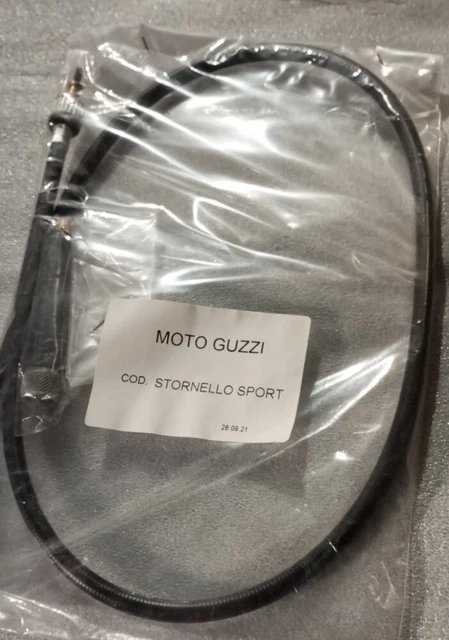 MOTO GUZZI
COD. STORNELLO SPORT
28.09.21